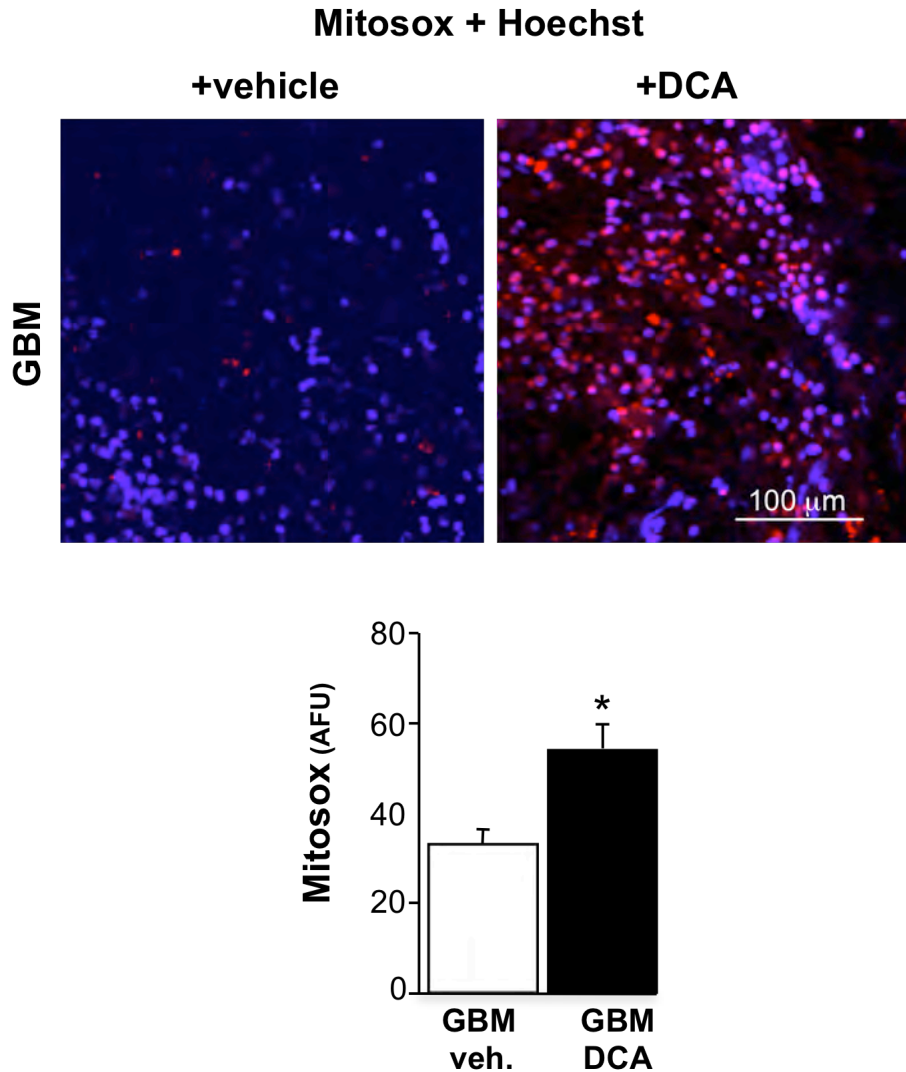 Mitosox + Hoechst
+vehicle
+DCA
GBM
100 μm
80
60
40
20
0
Mitosox (AFU)
*
GBM
veh.
GBM
DCA